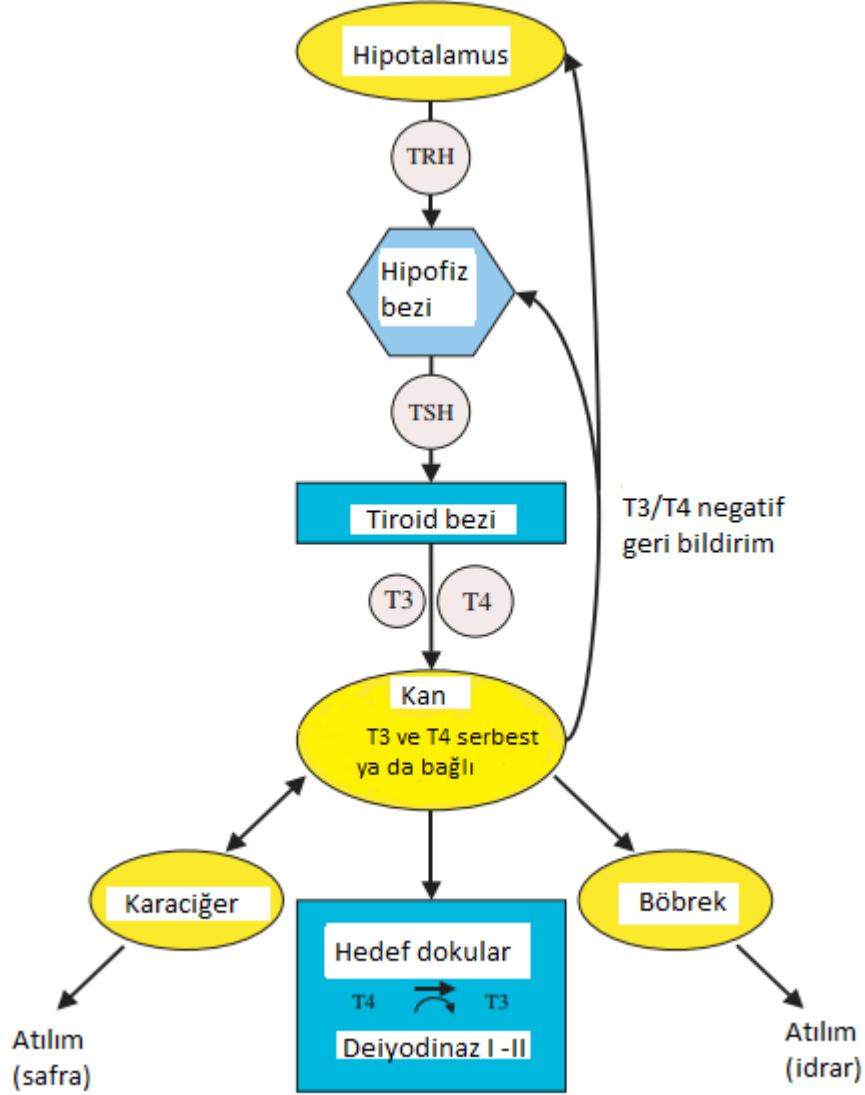 Hipotalamus
TRH
Hipofiz
bezi
TSH
Tiroid bezi
T3/T4 negatif
geri bildirim
T3
T4
Kan
T3 ve T4 serbest
ya da bağlı
Karaciğer
Böbrek
Hedef dokular
T4
T3
Deiyodinaz I -II
Atılım
(safra)
Atılım
(idrar)